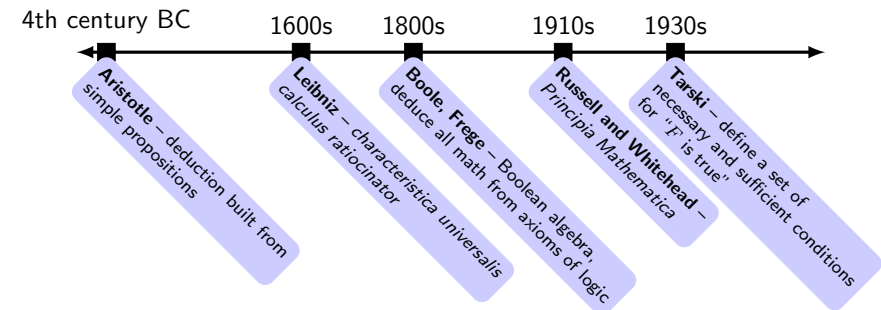 4th century BC
1600s
1800s
1910s
1930s
Aristotle – deduction built from
simple propositions
Leibniz – characteristica universalis
calculus ratiocinator
Boole, Frege – Boolean algebra,
deduce all math from axioms of logic
Russell and Whitehead –
Principia Mathematica
Tarski – define a set of
necessary and sufficient conditions
for “F is true”